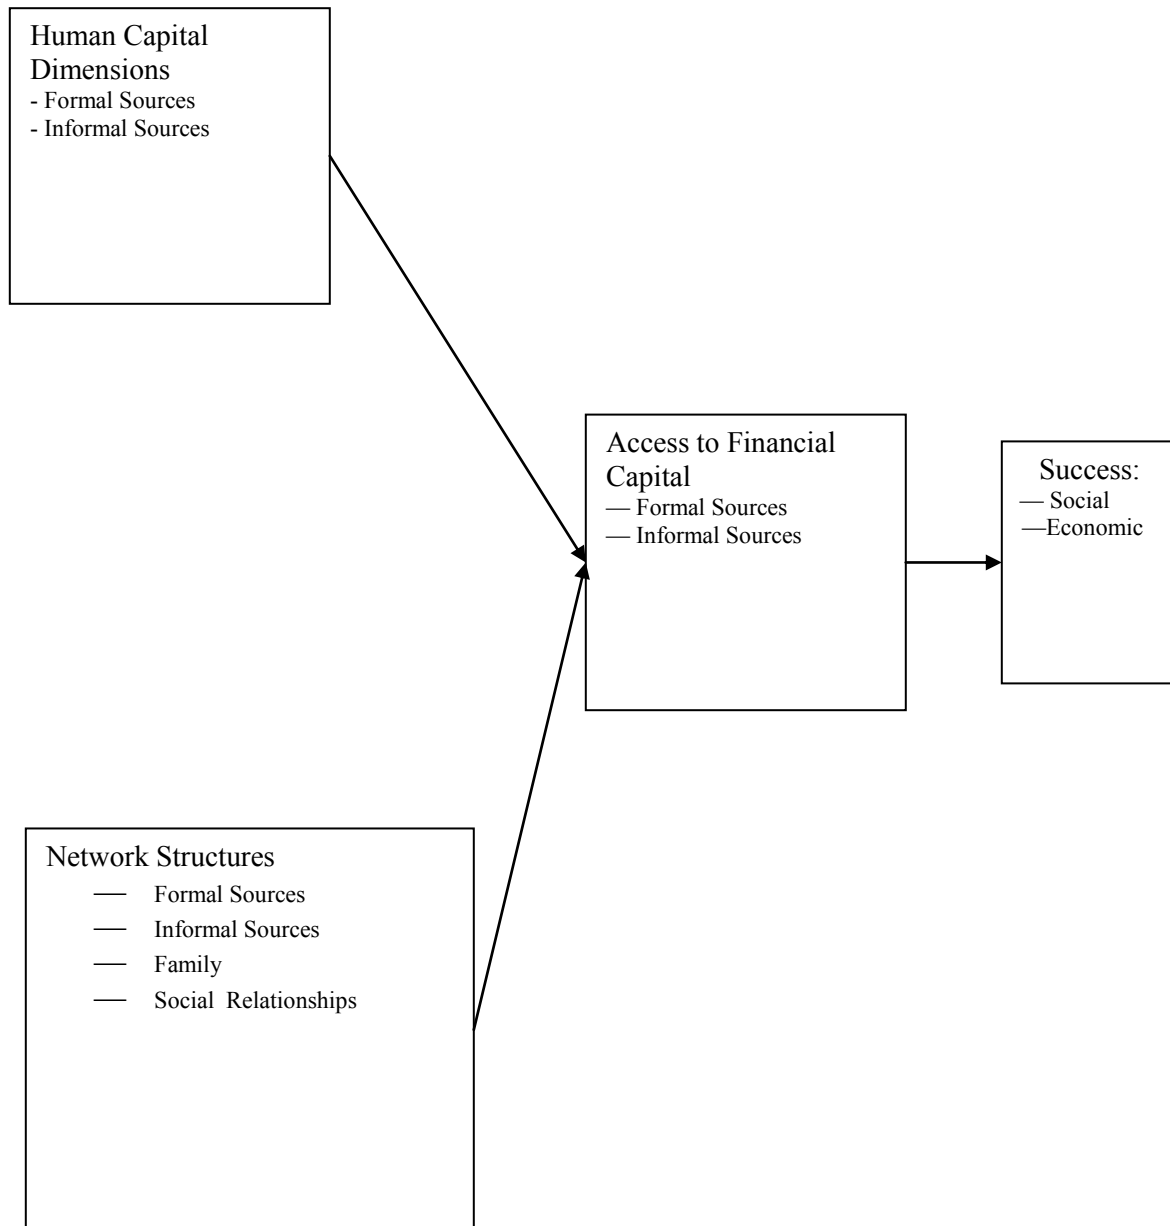 Human Capital
Dimensions
- Formal Sources
- Informal Sources
Access to Financial
Capital
— Formal Sources
— Informal Sources
Success:
— Social
—Economic
Network Structures
— Formal Sources
— Informal Sources
— Family
— Social Relationships